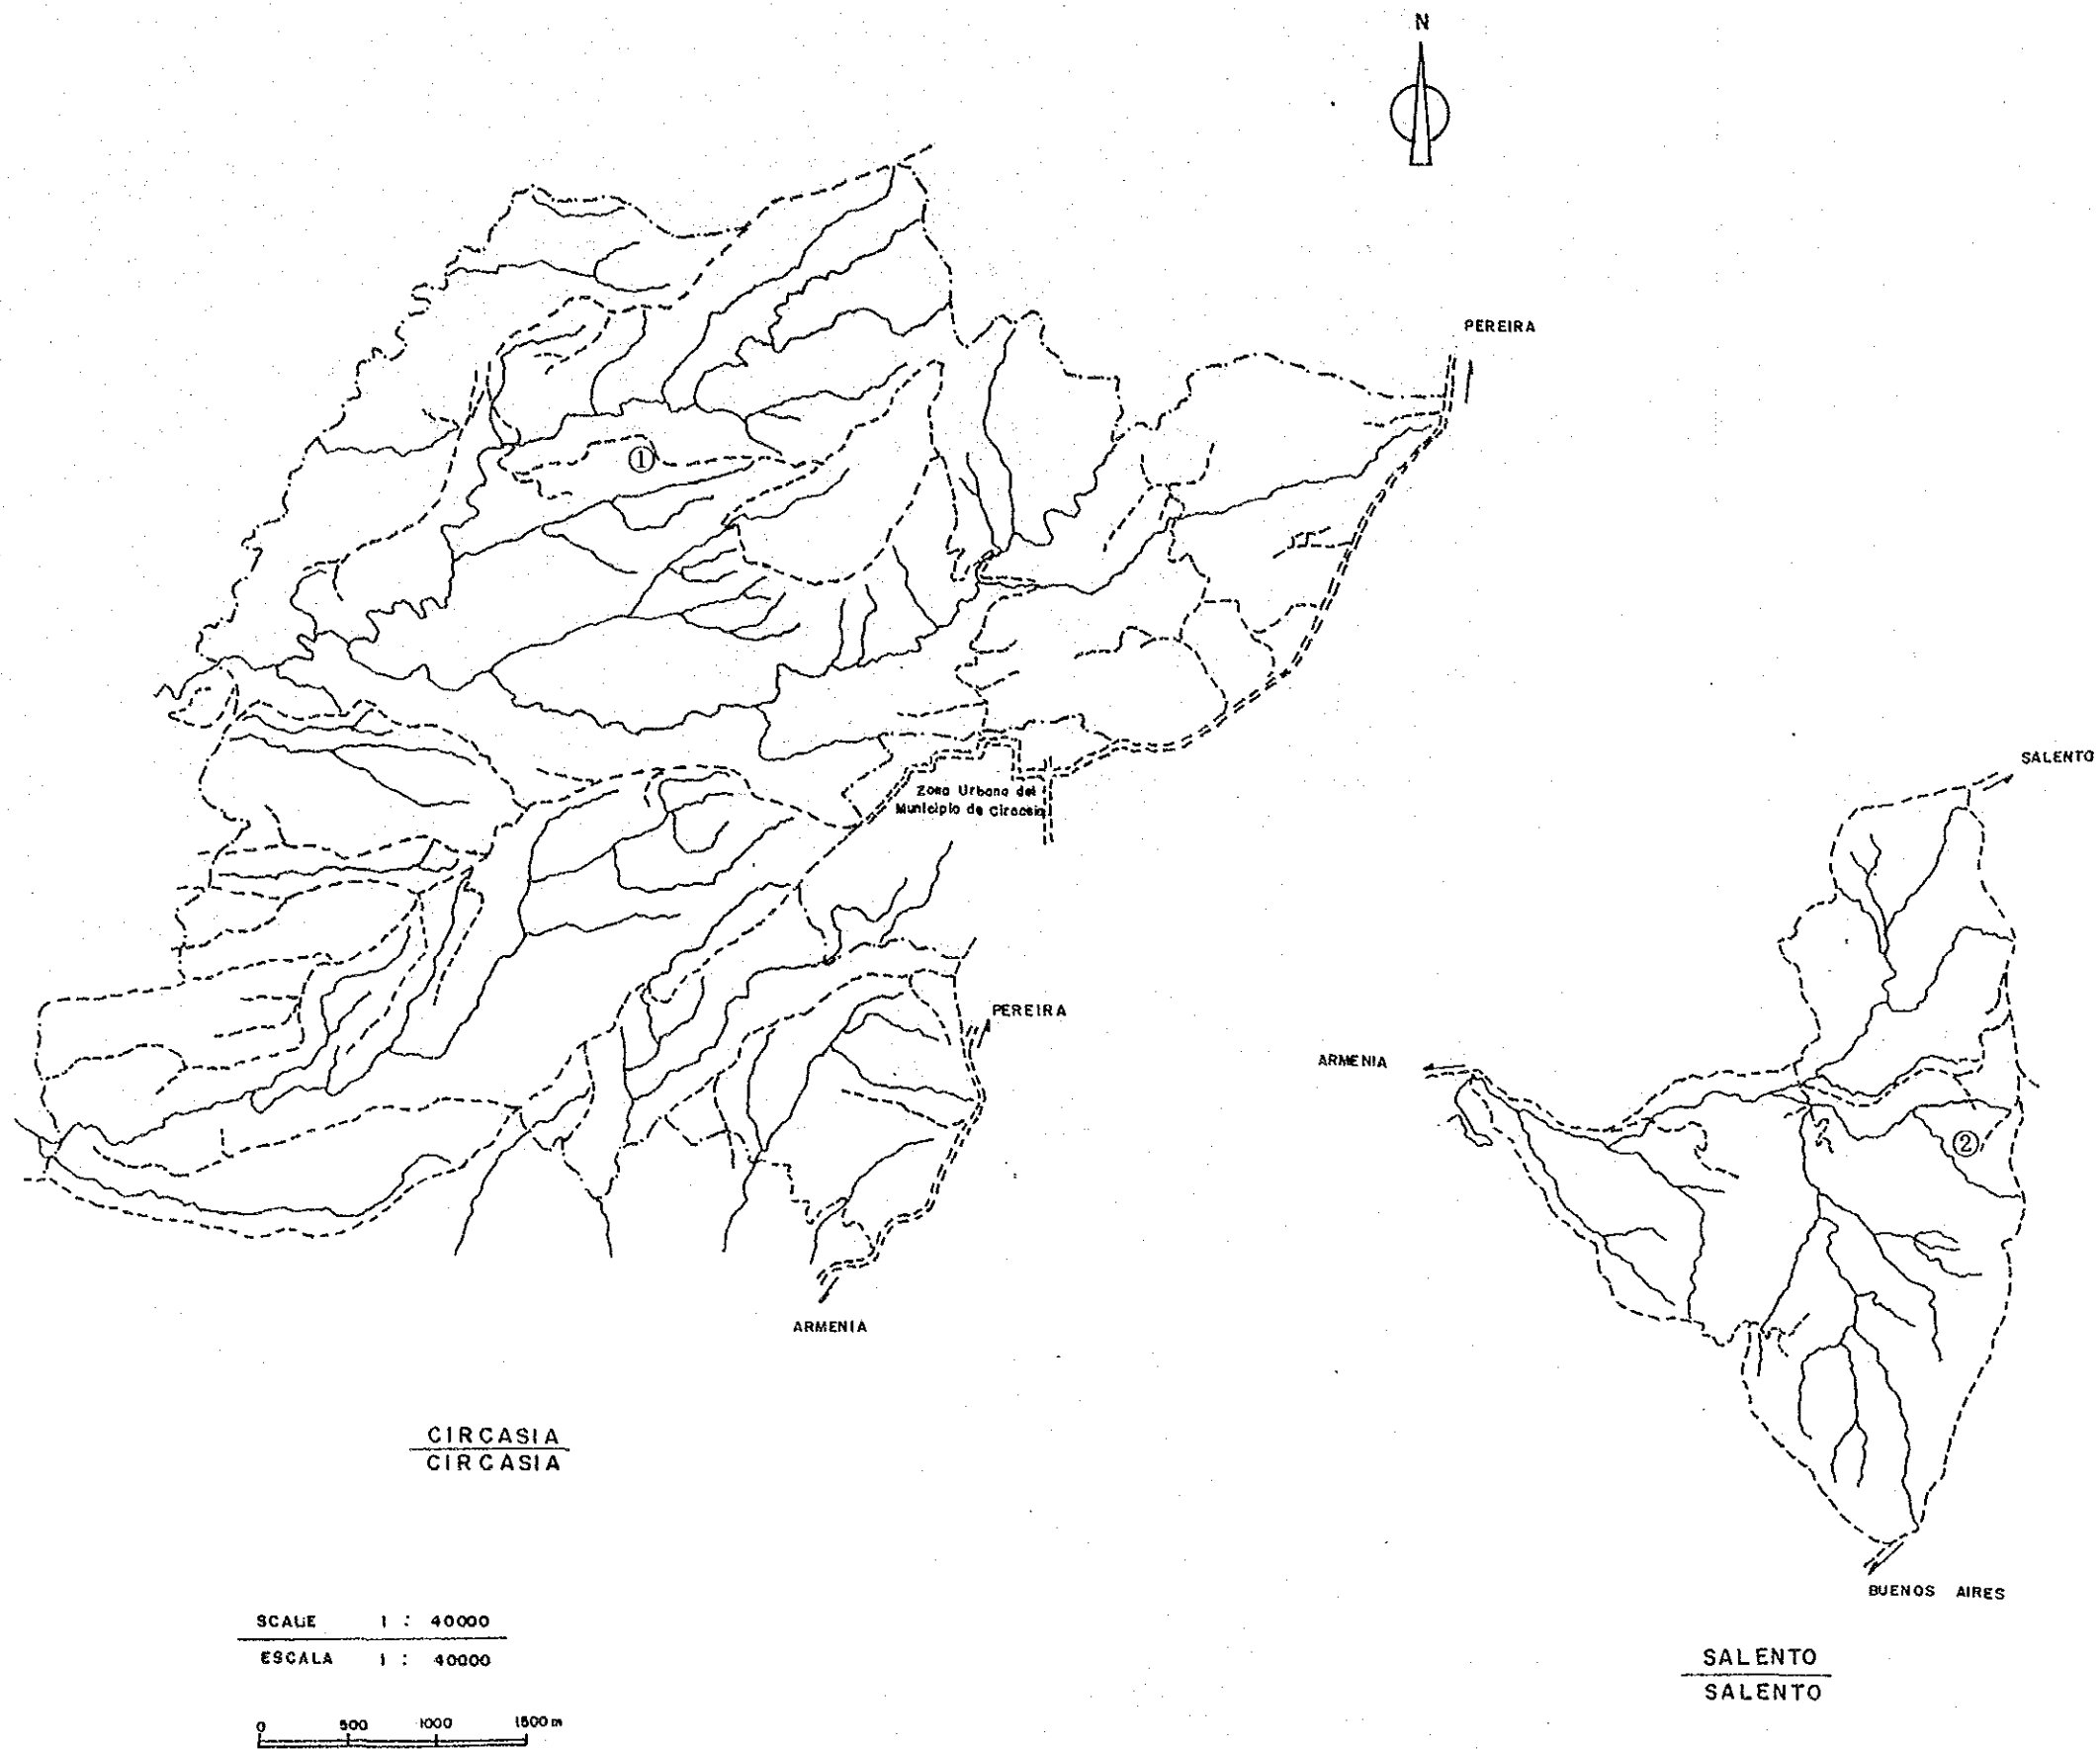 N
PEREIRA
①
SALENTO
Zona Urbana del
Municipio de Circasia
PEREIRA
ARMENIA
②
ARMENIA
CIRCASIA
CIRCASIA
BUENOS AIRES
SCALE 1 : 40000
ESCALA 1 : 40000
SALENTO
SALENTO
0 500 1000 1500 m